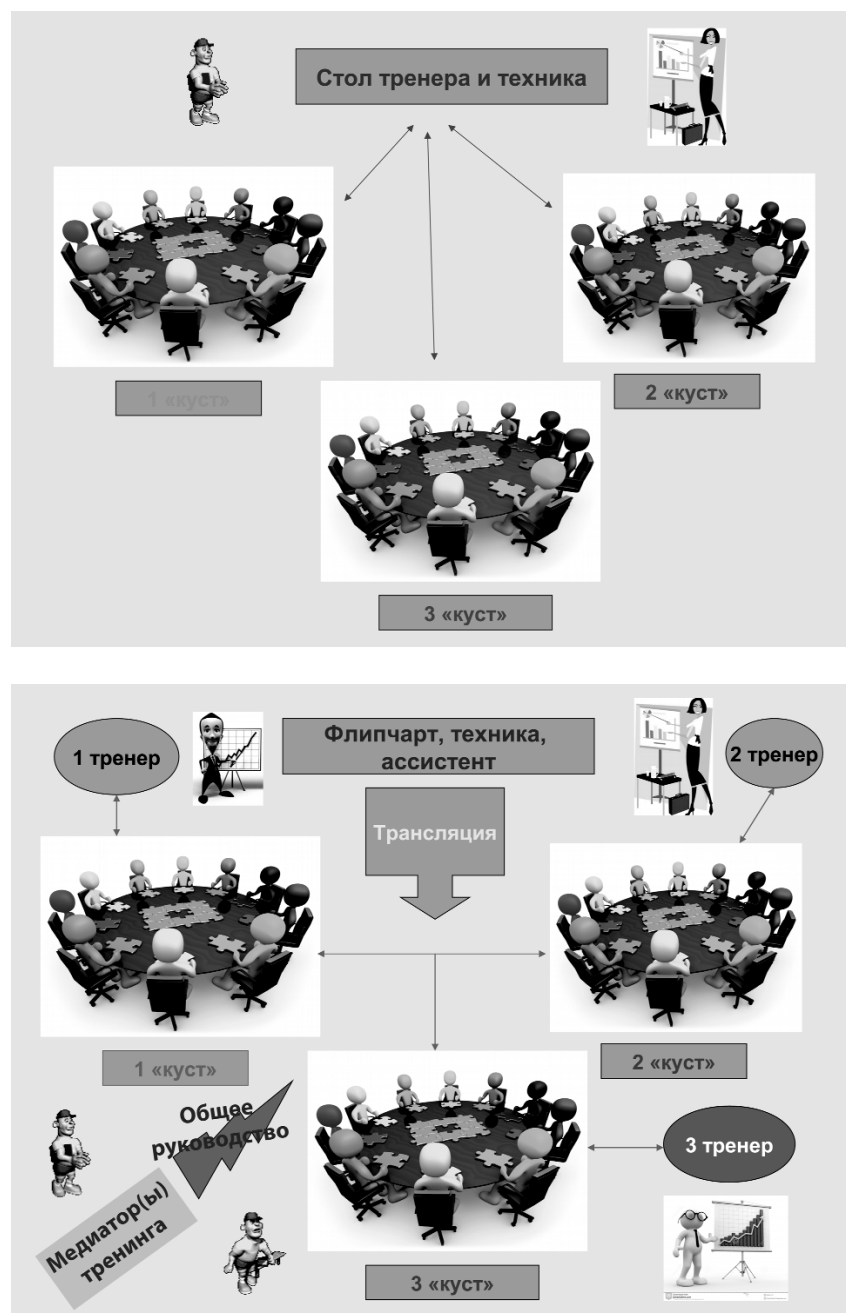 Стол тренера и техника
1 «куст»
2 «куст»
3 «куст»
1 тренер
Флипчарт, техника,
ассистент
2 тренер
Трансляция
1 «куст»
2 «куст»
Общее
руководство
3 тренер
Медиатор(ы)
тренинга
3 «куст»